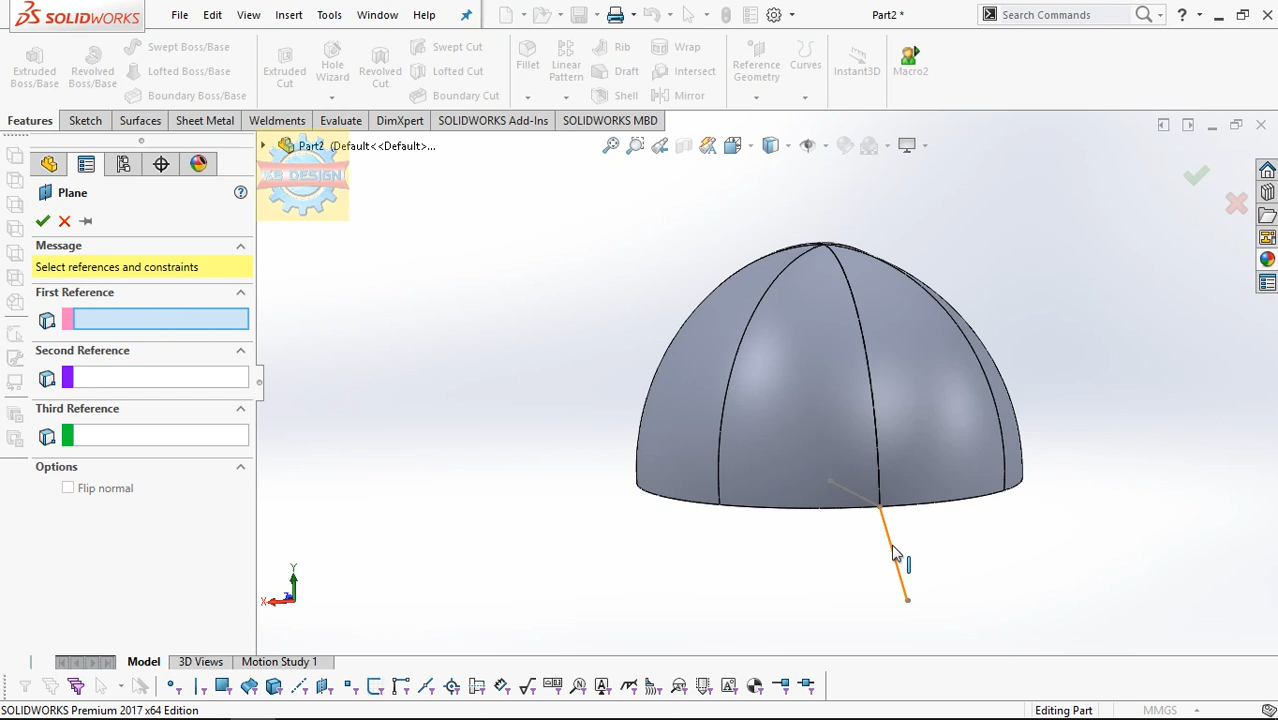 SOLIDWORKS File Edit View Insert Tools Window Help Part2 * Search Commands
Extruded Boss/Base
Revolved Boss/Base
Swept Boss/Base
Lofted Boss/Base
Boundary Boss/Base
Extruded Cut
Hole Wizard
Revolved Cut
Swept Cut
Lofted Cut
Boundary Cut
Fillet
Linear Pattern
Rib
Draft
Shell
Wrap
Intersect
Mirror
Reference Geometry
Curves
Instant3D
Macro2
Features Sketch Surfaces Sheet Metal Weldments Evaluate DimXpert SOLIDWORKS Add-Ins SOLIDWORKS MBD
Part2 (Default<<Default>...
KB DESIGN
Plane
Message
Select references and constraints
First Reference
Second Reference
Third Reference
Options
Flip normal
Y
X
Z
Model 3D Views Motion Study 1
SOLIDWORKS Premium 2017 x64 Edition Editing Part MMGS